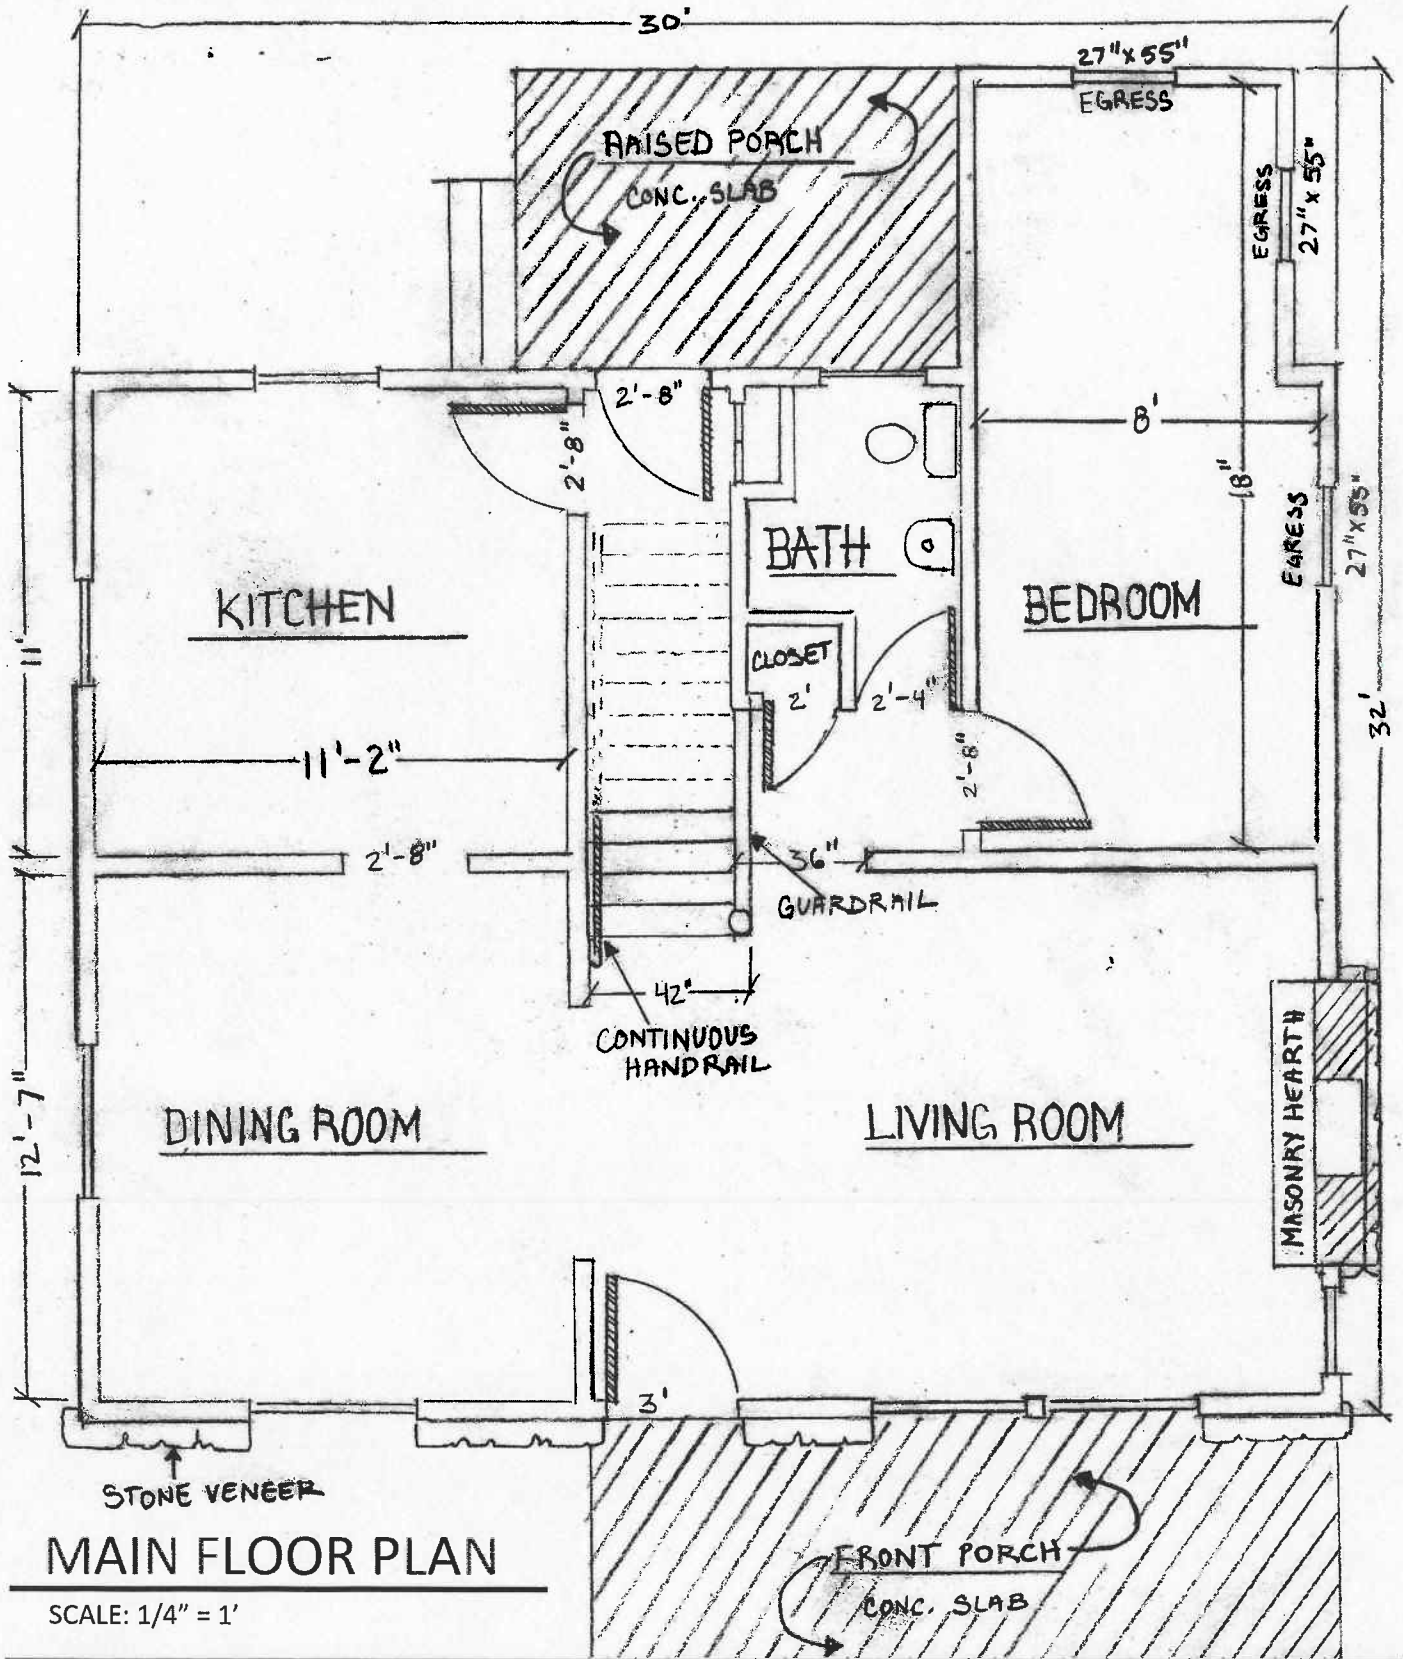 30'
27"x55"
EGRESS
RAISED PORCH
CONC. SLAB
EGRESS
27"x55"
2'-8"
2'-8"
8'
18"
EGRESS
27"x55"
BATH
KITCHEN
BEDROOM
11'
CLOSET
2'
2'-4"
32'
11'-2"
2'-8"
2'-8"
36"
GUARDRAIL
42"
CONTINUOUS
HANDRAIL
MASONRY HEARTH
12'-7"
DINING ROOM
LIVING ROOM
3'
STONE VENEER
MAIN FLOOR PLAN
SCALE: 1/4" = 1'
FRONT PORCH
CONC. SLAB